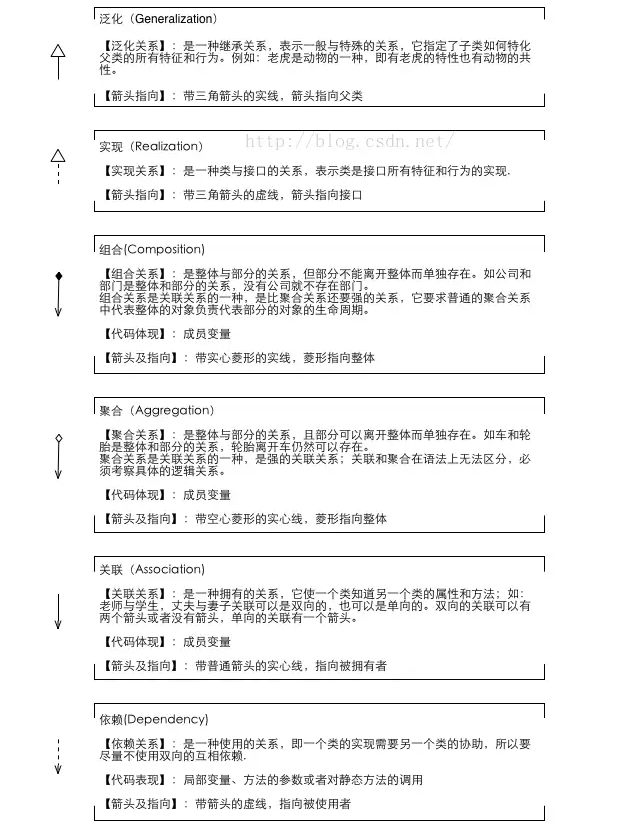 泛化（Generalization）
【泛化关系】：是一种继承关系，表示一般与特殊的关系，它指定了子类如何特化
父类的所有特征和行为。例如：老虎是动物的一种，即有老虎的特性也有动物的共
性。
【箭头指向】：带三角箭头的实线，箭头指向父类
http://blog.csdn.net/
实现（Realization）
【实现关系】：是一种类与接口的关系，表示类是接口所有特征和行为的实现.
【箭头指向】：带三角箭头的虚线，箭头指向接口
组合(Composition)
【组合关系】：是整体与部分的关系，但部分不能离开整体而单独存在。如公司和
部门是整体和部分的关系，没有公司就不存在部门。
组合关系是关联关系的一种，是比聚合关系还要强的关系，它要求普通的聚合关系
中代表整体的对象负责代表部分的对象的生命周期。
【代码体现】：成员变量
【箭头及指向】：带实心菱形的实线，菱形指向整体
聚合（Aggregation）
【聚合关系】：是整体与部分的关系，且部分可以离开整体而单独存在。如车和轮
胎是整体和部分的关系，轮胎离开车仍然可以存在。
聚合关系是关联关系的一种，是强的关联关系；关联和聚合在语法上无法区分，必
须考察具体的逻辑关系。
【代码体现】：成员变量
【箭头及指向】：带空心菱形的实心线，菱形指向整体
关联（Association)
【关联关系】：是一种拥有的关系，它使一个类知道另一个类的属性和方法；如：
老师与学生，丈夫与妻子关联可以是双向的，也可以是单向的。双向的关联可以有
两个箭头或者没有箭头，单向的关联有一个箭头。
【代码体现】：成员变量
【箭头及指向】：带普通箭头的实心线，指向被拥有者
依赖(Dependency)
【依赖关系】：是一种使用的关系，即一个类的实现需要另一个类的协助，所以要
尽量不使用双向的互相依赖.
【代码表现】：局部变量、方法的参数或者对静态方法的调用
【箭头及指向】：带箭头的虚线，指向被使用者